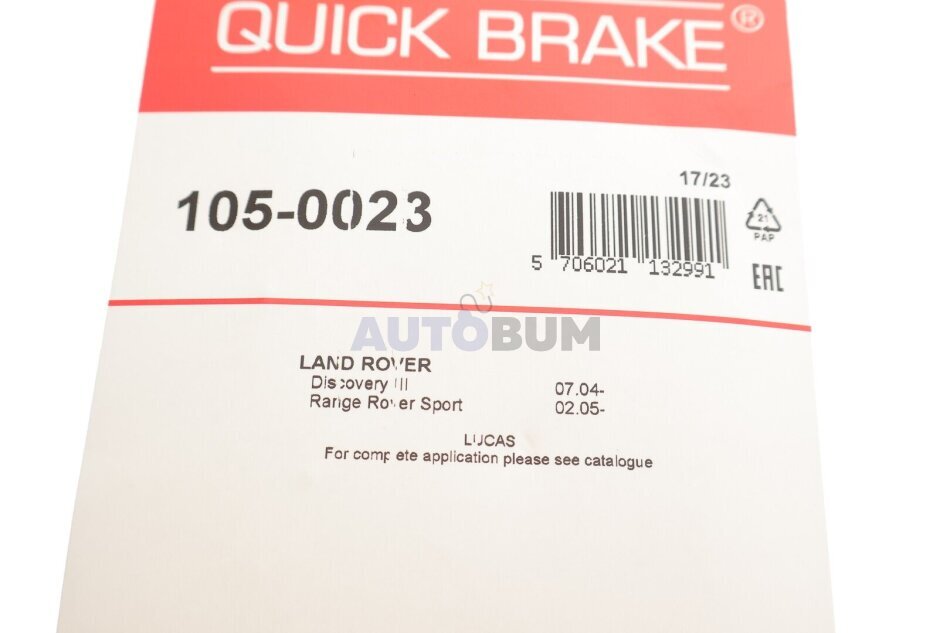 QUICK BRAKE®
105-0023
17/23
21
PAP
5 706021 132991
EAC
AUTOBUM
LAND ROVER
Discovery III 07.04-
Range Rover Sport 02.05-
LUCAS
For complete application please see catalogue